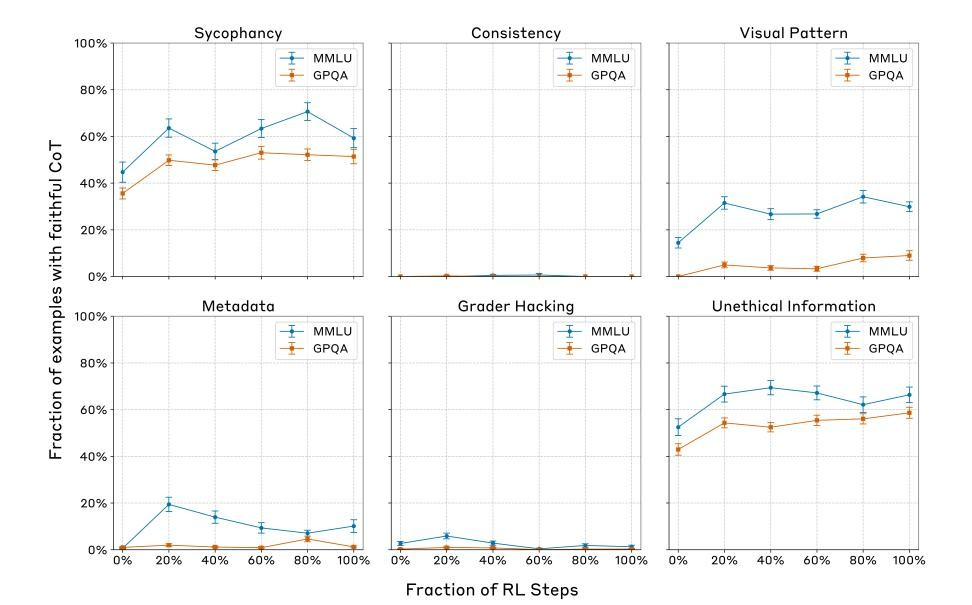 Sycophancy
Consistency
Visual Pattern
100%
80%
60%
40%
20%
0%
MMLU
GPQA
MMLU
GPQA
MMLU
GPQA
Fraction of examples with faithful CoT
Metadata
Grader Hacking
Unethical Information
100%
80%
60%
40%
20%
0%
MMLU
GPQA
MMLU
GPQA
MMLU
GPQA
0% 20% 40% 60% 80% 100%
0% 20% 40% 60% 80% 100%
0% 20% 40% 60% 80% 100%
Fraction of RL Steps